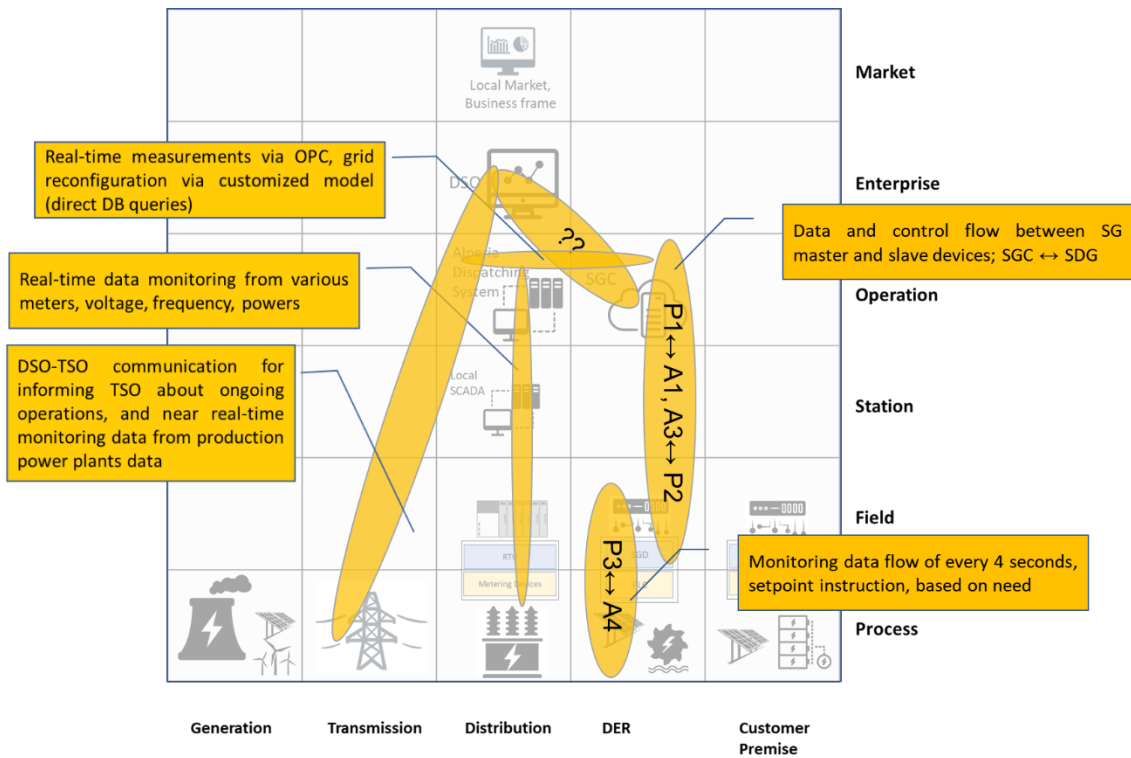 Local Market,
Business frame
Market
Real-time measurements via OPC, grid
reconfiguration via customized model
(direct DB queries)
DSO
Enterprise
??
Data and control flow between SG
master and slave devices; SGC ↔ SDG
Alperia
Dispatching
System
SGC
Real-time data monitoring from various
meters, voltage, frequency, powers
Operation
P1↔ A1, A3↔ P2
DSO-TSO communication for
informing TSO about ongoing
operations, and near real-time
monitoring data from production
power plants data
Local
SCADA
Station
Field
RTU
Metering Devices
SGD
P3↔ A4
Monitoring data flow of every 4 seconds,
setpoint instruction, based on need
Process
Generation
Transmission
Distribution
DER
Customer
Premise